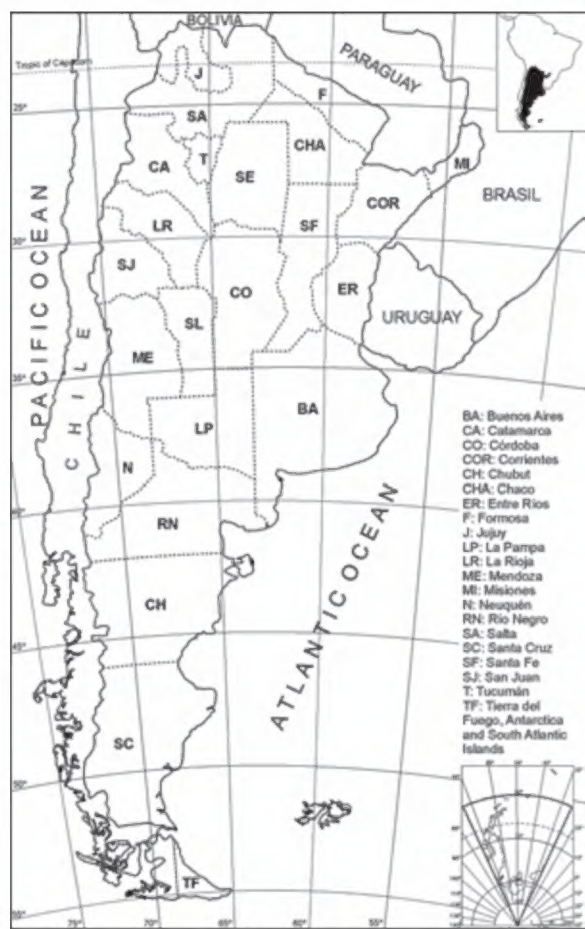 BOLIVIA
PARAGUAY
Tropic of Capricorn
J
F
25°
SA
CHA
T
CA
SE
MI
COR
BRASIL
LR
SF
30°
SJ
CO
ER
SL
URUGUAY
PACIFIC OCEAN
CHILE
ME
35°
BA
LP
N
RN
40°
CH
ATLANTIC OCEAN
45°
SC
50°
TF
55°
75°
70°
65°
60°
55°
BA: Buenos Aires
CA: Catamarca
CO: Córdoba
COR: Corrientes
CH: Chubut
CHA: Chaco
ER: Entre Ríos
F: Formosa
J: Jujuy
LP: La Pampa
LR: La Rioja
ME: Mendoza
MI: Misiones
N: Neuquén
RN: Río Negro
SA: Salta
SC: Santa Cruz
SF: Santa Fe
SJ: San Juan
T: Tucumán
TF: Tierra del
Fuego, Antarctica
and South Atlantic
Islands